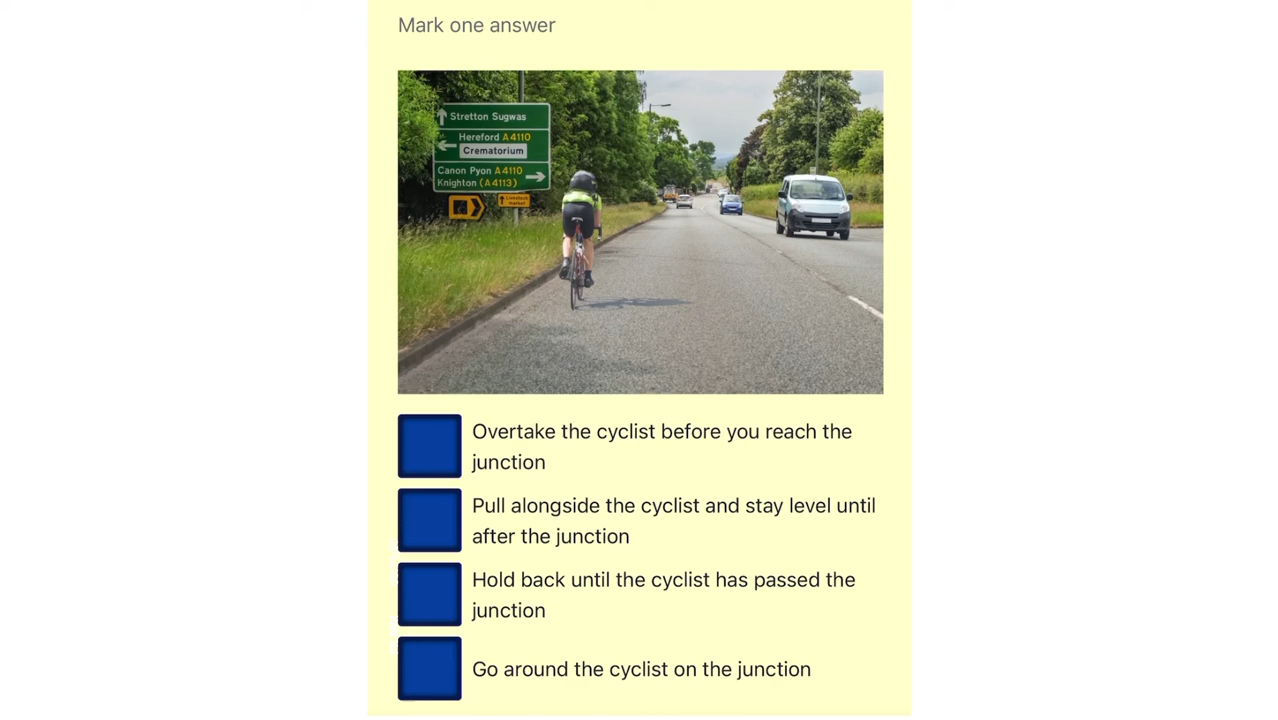 Mark one answer
Stretton Sugwas
Hereford A4110
Crematorium
Canon Pyon A4110
Knighton (A4113)
Livestock
market
Overtake the cyclist before you reach the
junction
Pull alongside the cyclist and stay level until
after the junction
Hold back until the cyclist has passed the
junction
Go around the cyclist on the junction